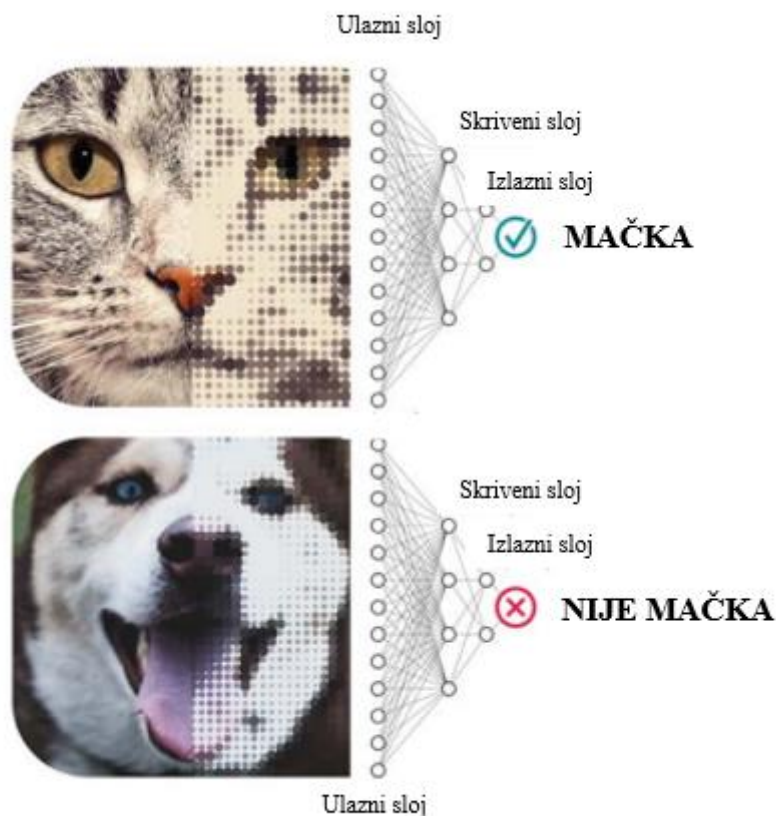 Ulazni sloj
Skriveni sloj
Izlazni sloj
MAČKA
Skriveni sloj
Izlazni sloj
NIJE MAČKA
Ulazni sloj